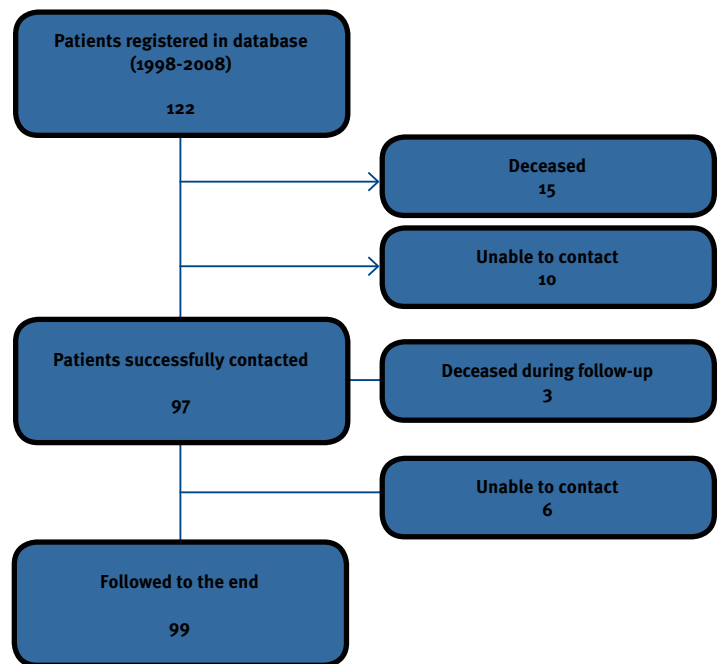 Patients registered in database
(1998-2008)
122
Deceased
15
Unable to contact
10
Patients successfully contacted
97
Deceased during follow-up
3
Unable to contact
6
Followed to the end
99